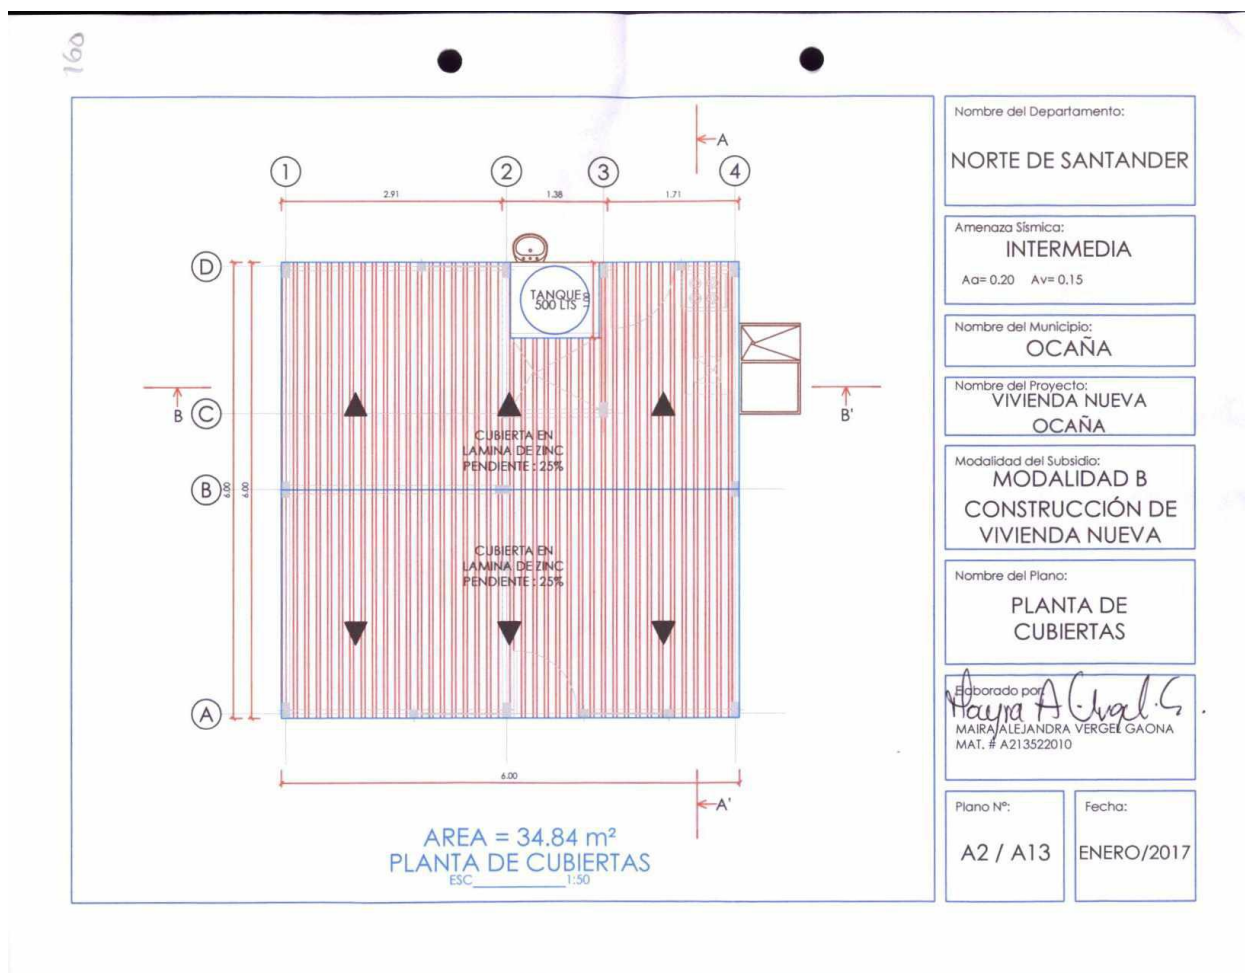 160
A
1 2 3 4
2.91 1.38 1.71
D
TANQUE
500 LTS
1.00
B C B'
CUBIERTA EN
LAMINA DE ZINC
PENDIENTE : 25%
B
6.00 6.00
CUBIERTA EN
LAMINA DE ZINC
PENDIENTE : 25%
A
6.00
A'
AREA = 34.84 m²
PLANTA DE CUBIERTAS
ESC 1:50
Nombre del Departamento:
NORTE DE SANTANDER
Amenaza Sísmica:
INTERMEDIA
Aa= 0.20 Av= 0.15
Nombre del Municipio:
OCAÑA
Nombre del Proyecto:
VIVIENDA NUEVA
OCAÑA
Modalidad del Subsidio:
MODALIDAD B
CONSTRUCCIÓN DE
VIVIENDA NUEVA
Nombre del Plano:
PLANTA DE
CUBIERTAS
Elaborado por:
MAIRA ALEJANDRA VERGEL GAONA
MAT. # A213522010
Plano Nº:
A2 / A13
Fecha:
ENERO/2017